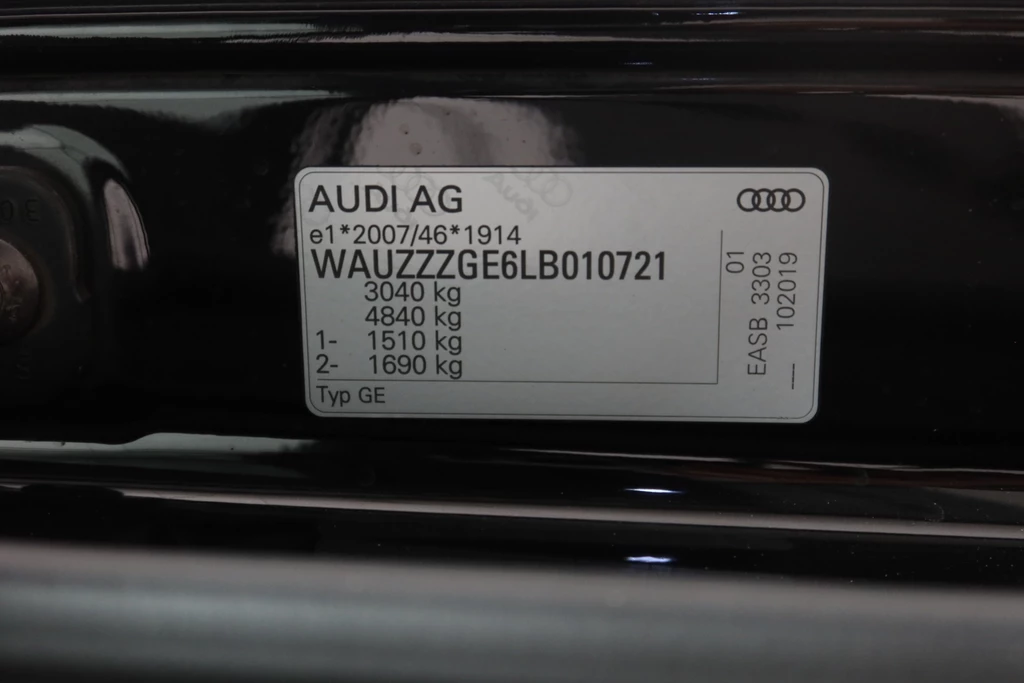 AUDI AG
e1*2007/46*1914
WAUZZZGE6LB010721
3040 kg
4840 kg
1- 1510 kg
2- 1690 kg
Typ GE
01
EASB 3303
102019